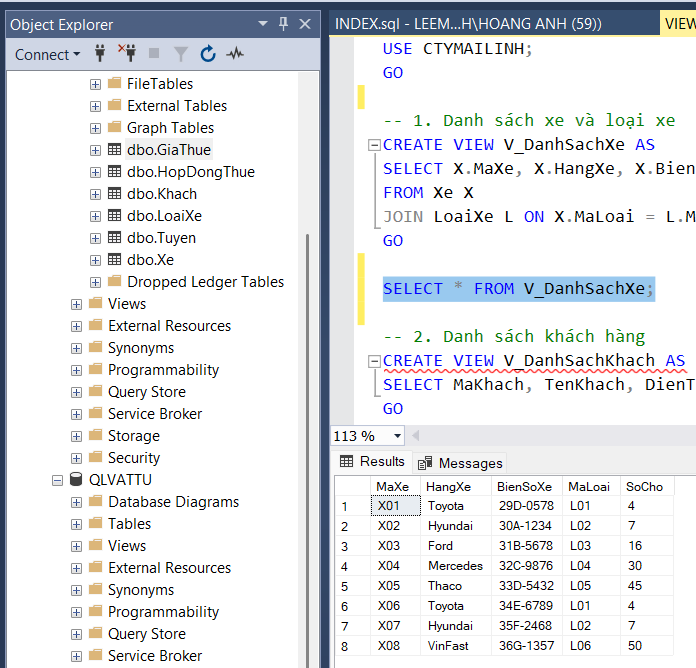 Object Explorer
Connect
FileTables
External Tables
Graph Tables
dbo.GiaThue
dbo.HopDongThue
dbo.Khach
dbo.LoaiXe
dbo.Tuyen
dbo.Xe
Dropped Ledger Tables
Views
External Resources
Synonyms
Programmability
Query Store
Service Broker
Storage
Security
QLVATTU
Database Diagrams
Tables
Views
External Resources
Synonyms
Programmability
Query Store
Service Broker
INDEX.sql - LEEM...H\HOANG ANH (59)) VIEW
USE CTYMAILINH;
GO
-- 1. Danh sách xe và loại xe
CREATE VIEW V_DanhSachXe AS
SELECT X.MaXe, X.HangXe, X.Bien
FROM Xe X
JOIN LoaiXe L ON X.MaLoai = L.M
GO
SELECT * FROM V_DanhSachXe;
-- 2. Danh sách khách hàng
CREATE VIEW V_DanhSachKhach AS
SELECT MaKhach, TenKhach, DienT
GO
113 %
Results Messages
MaXe HangXe BienSoXe MaLoai SoCho
1 X01 Toyota 29D-0578 L01 4
2 X02 Hyundai 30A-1234 L02 7
3 X03 Ford 31B-5678 L03 16
4 X04 Mercedes 32C-9876 L04 30
5 X05 Thaco 33D-5432 L05 45
6 X06 Toyota 34E-6789 L01 4
7 X07 Hyundai 35F-2468 L02 7
8 X08 VinFast 36G-1357 L06 50